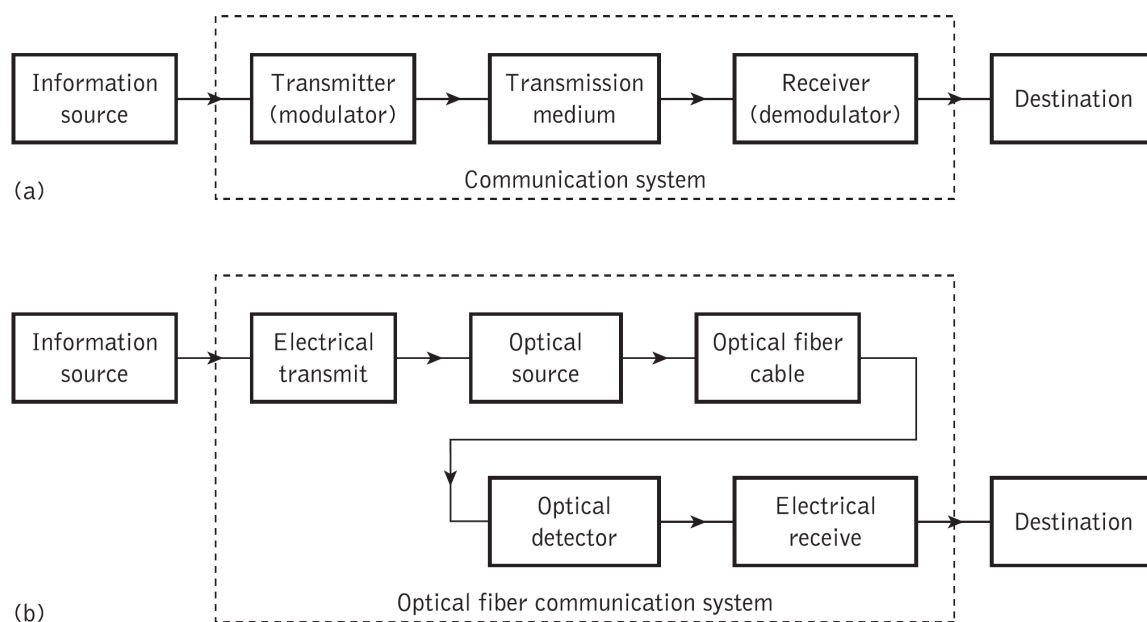 Information
source
Transmitter
(modulator)
Transmission
medium
Receiver
(demodulator)
Destination
Communication system
(a)
Information
source
Electrical
transmit
Optical
source
Optical fiber
cable
Optical
detector
Electrical
receive
Destination
Optical fiber communication system
(b)